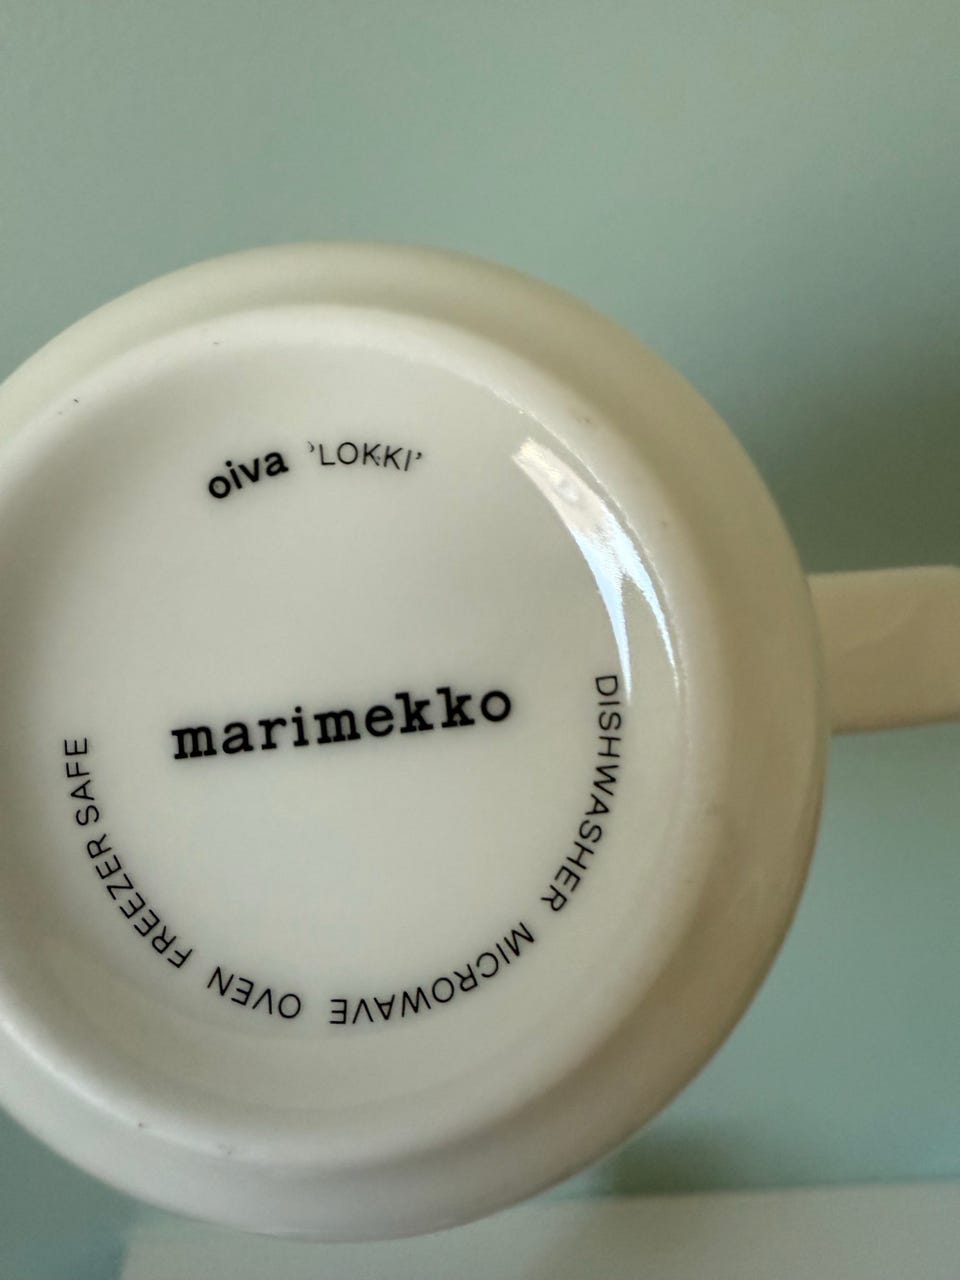 oiva 'LOKKI'
marimekko
DISHWASHER MICROWAVE OVEN FREEZER SAFE